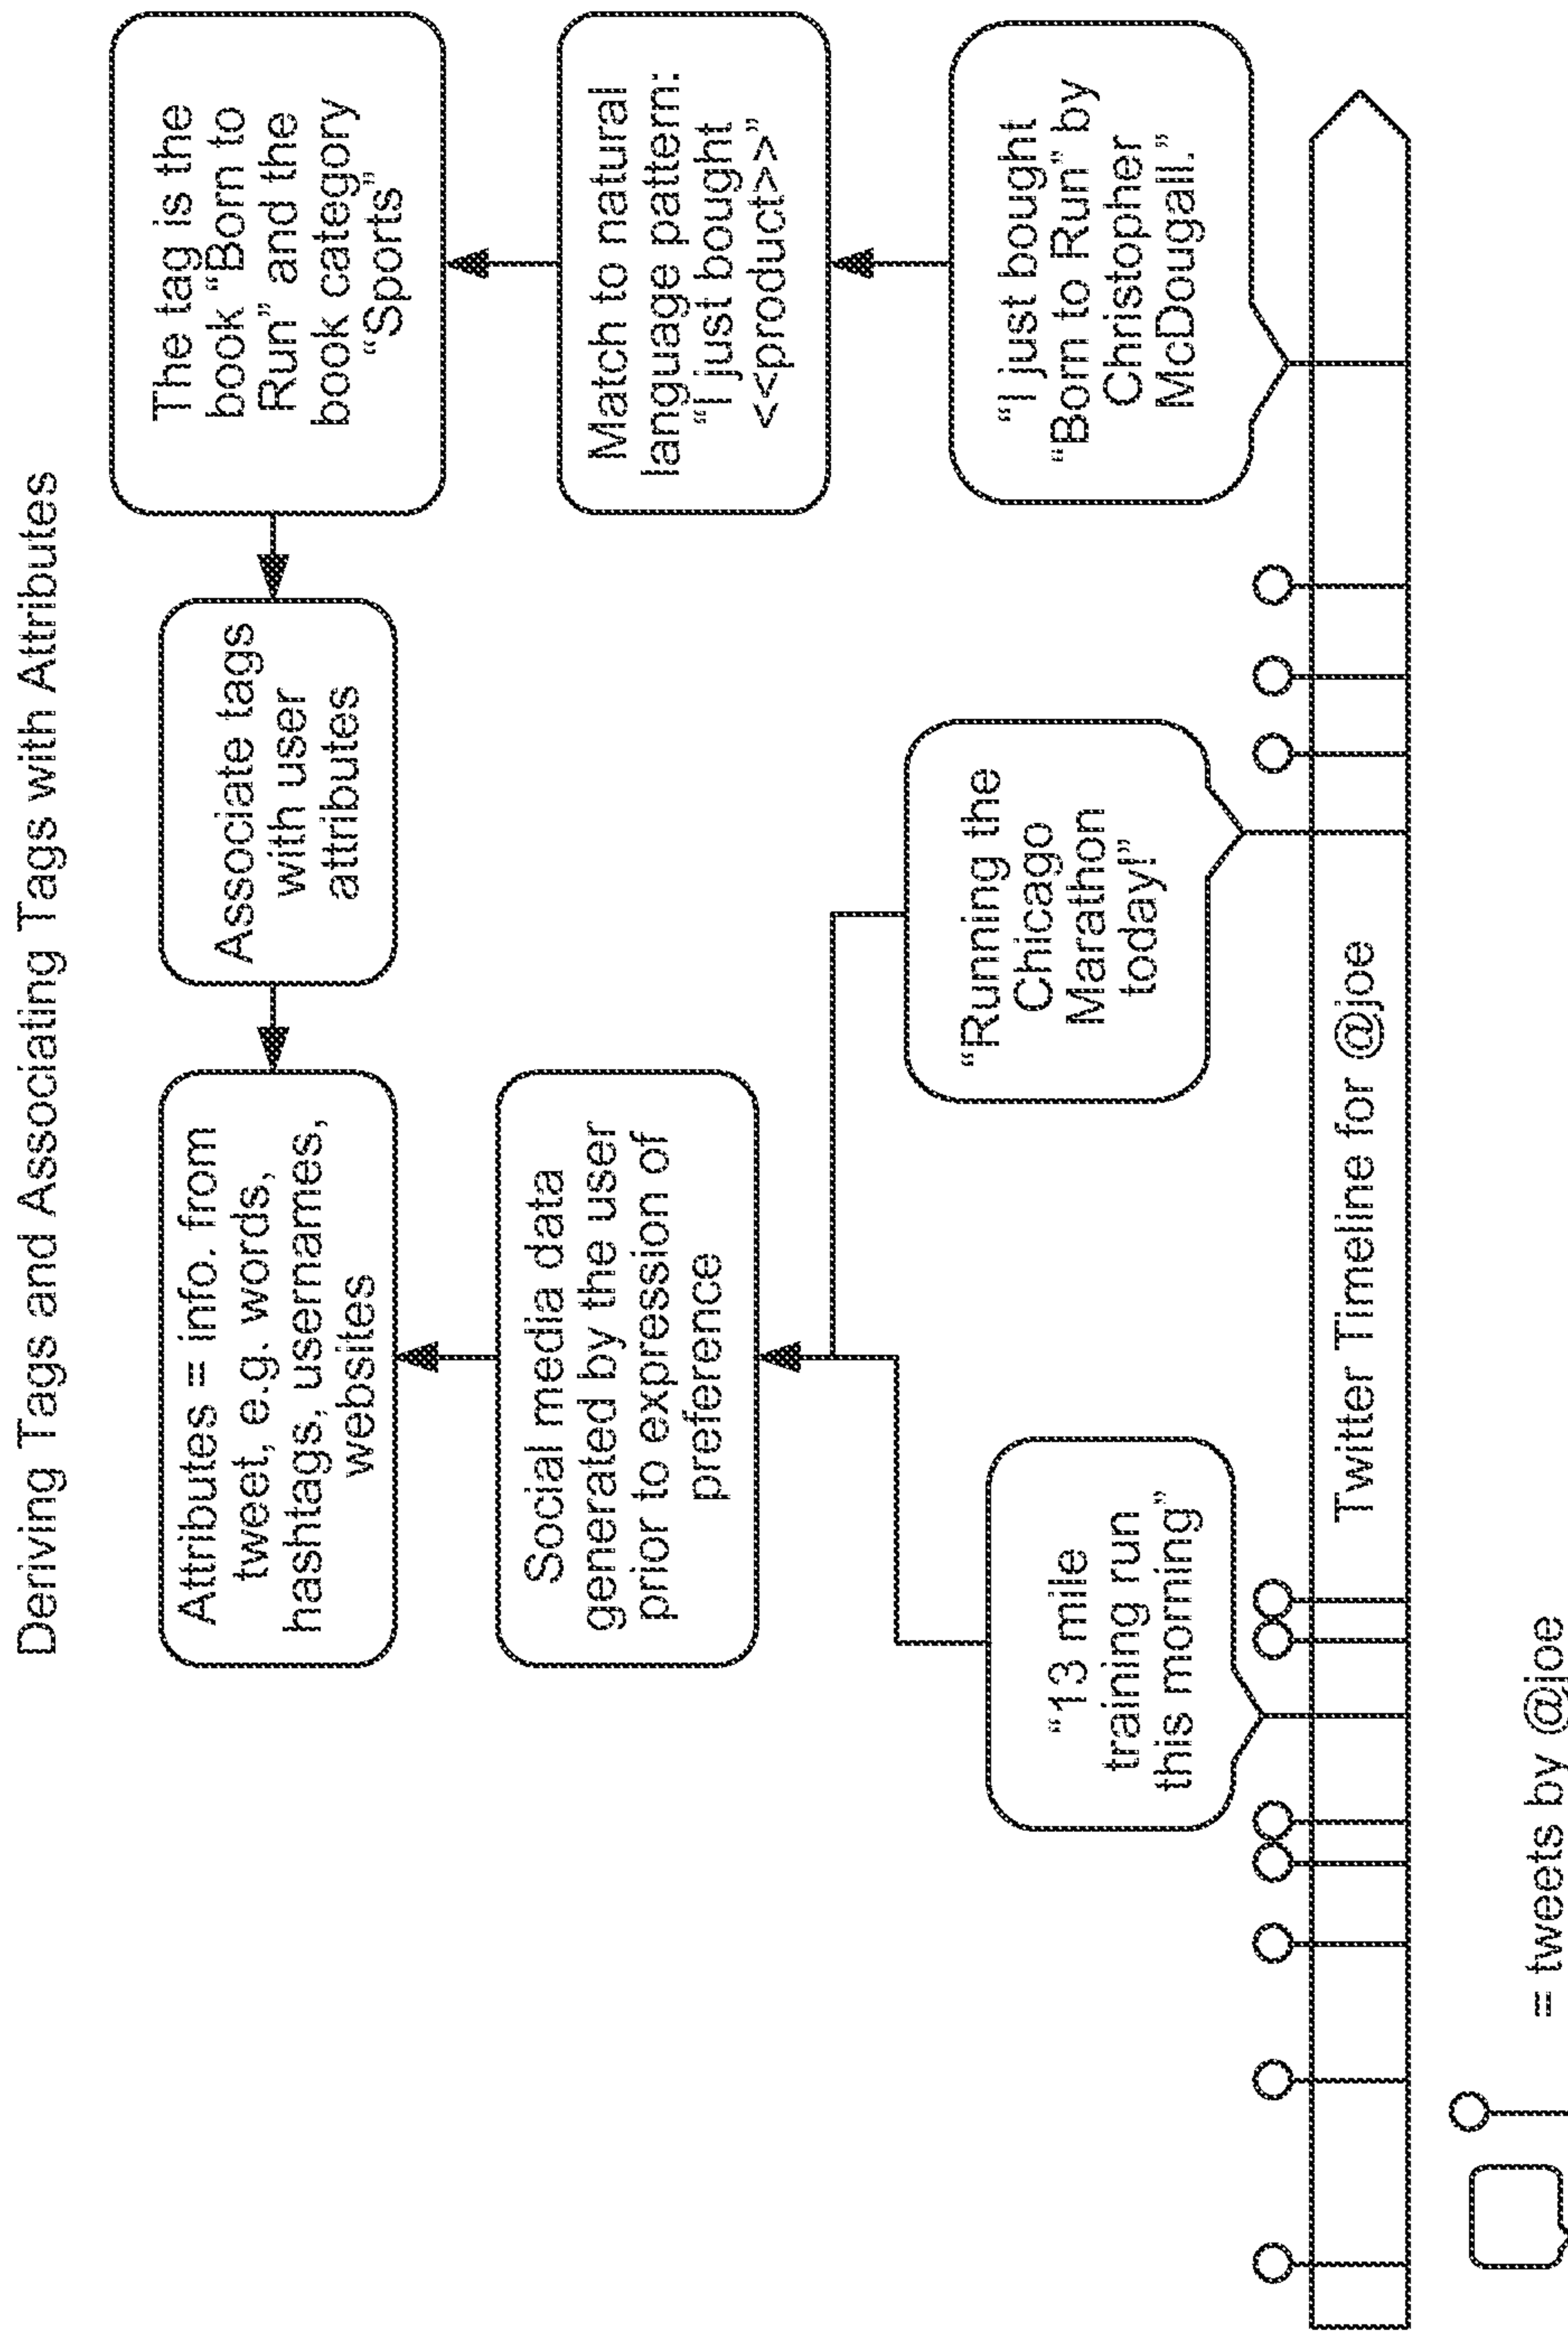 Deriving Tags and Associating Tags with Attributes
Attributes = info. from
tweet, e.g. words,
hashtags, usernames,
websites
Associate tags
with user
attributes
The tag is the
book “Born to
Run” and the
book category
“Sports”
Social media data
generated by the user
prior to expression of
preference
Match to natural
language pattern:
“I just bought
<<product>>”
“13 mile
training run
this morning”
“Running the
Chicago
Marathon
today!”
“I just bought
“Born to Run” by
Christopher
McDougall.”
Twitter Timeline for @joe
= tweets by @joe